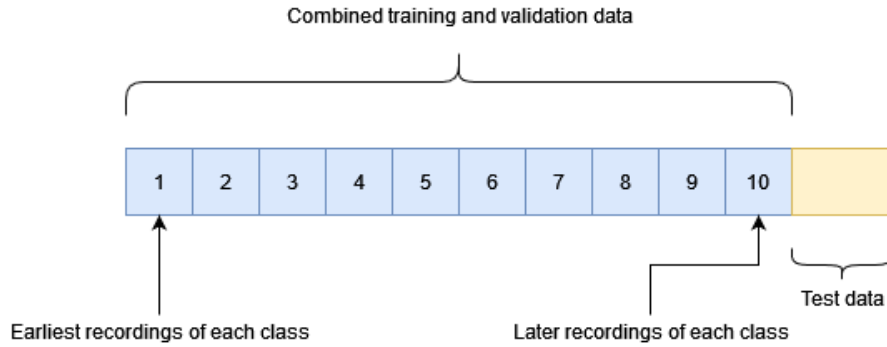 Combined training and validation data
1 2 3 4 5 6 7 8 9 10
Test data
Earliest recordings of each class
Later recordings of each class